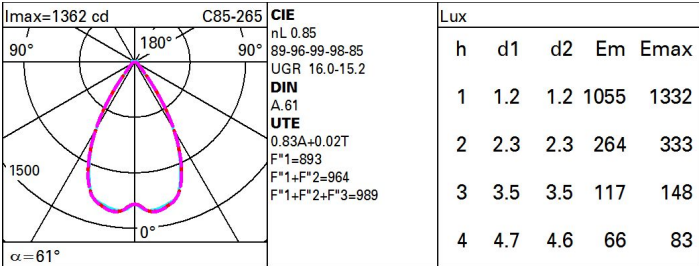 Imax=1362 cd C85-265
90° 180° 90°
1500
0°
α=61°
CIE
nL 0.85
89-96-99-98-85
UGR 16.0-15.2
DIN
A.61
UTE
0.83A+0.02T
F"1=893
F"1+F"2=964
F"1+F"2+F"3=989
Lux
h d1 d2 Em Emax
1 1.2 1.2 1055 1332
2 2.3 2.3 264 333
3 3.5 3.5 117 148
4 4.7 4.6 66 83